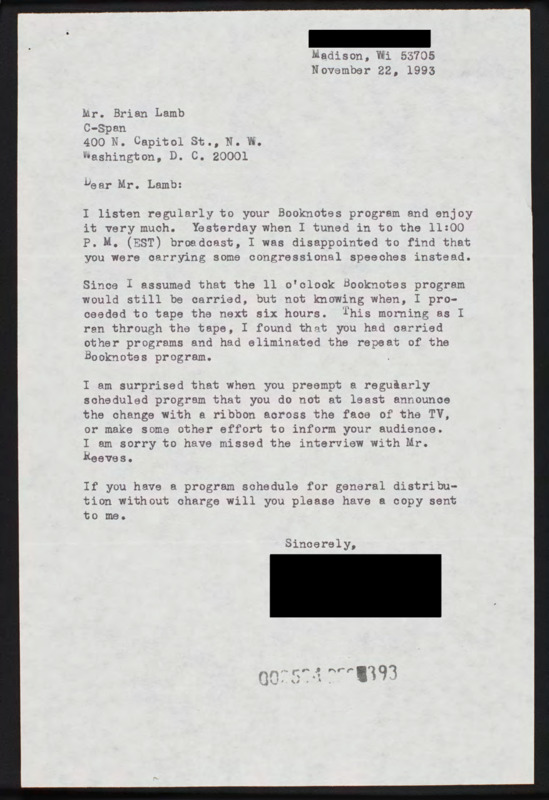 Madison, Wi 53705
November 22, 1993
Mr. Brian Lamb
C-Span
400 N. Capitol St., N. W.
Washington, D. C. 20001
Dear Mr. Lamb:
I listen regularly to your Booknotes program and enjoy
it very much. Yesterday when I tuned in to the 11:00
P. M. (EST) broadcast, I was disappointed to find that
you were carrying some congressional speeches instead.
Since I assumed that the 11 o'clock Booknotes program
would still be carried, but not knowing when, I pro-
ceeded to tape the next six hours. This morning as I
ran through the tape, I found that you had carried
other programs and had eliminated the repeat of the
Booknotes program.
I am surprised that when you preempt a regularly
scheduled program that you do not at least announce
the change with a ribbon across the face of the TV,
or make some other effort to inform your audience.
I am sorry to have missed the interview with Mr.
Reeves.
If you have a program schedule for general distribu-
tion without charge will you please have a copy sent
to me.
Sincerely,